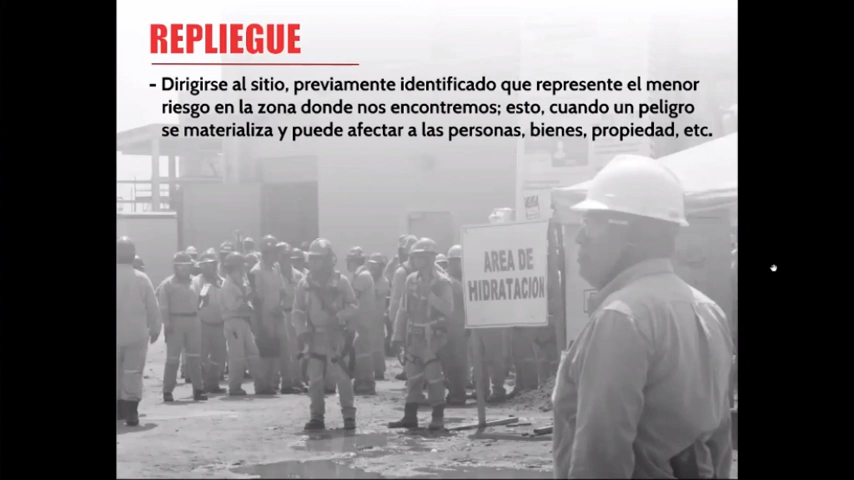 REPLIEGUE
- Dirigirse al sitio, previamente identificado que represente el menor
riesgo en la zona donde nos encontremos; esto, cuando un peligro
se materializa y puede afectar a las personas, bienes, propiedad, etc.
AREA DE
HIDRATACION